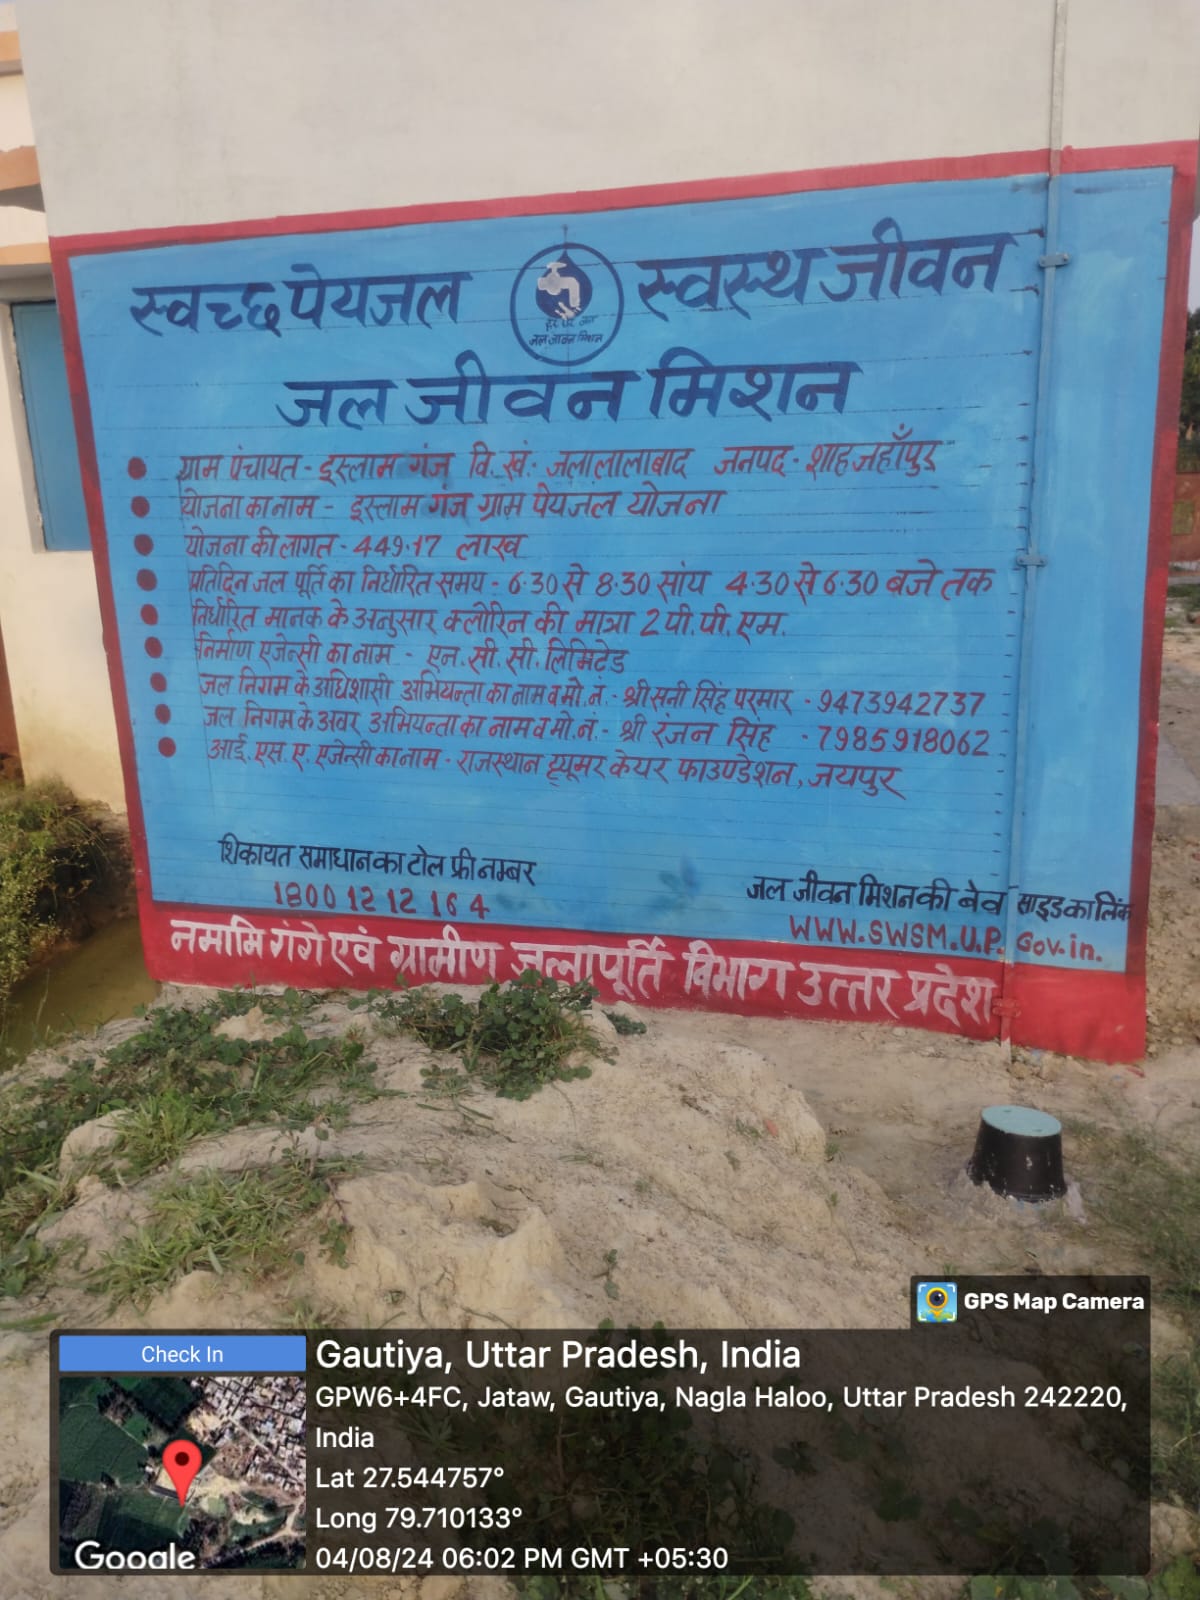 स्वच्छ पेयजल स्वस्थ जीवन
हर घर जल
जल जीवन मिशन
जल जीवन मिशन
ग्राम पंचायत - इस्लाम गंज वि. खं.- जलालालाबाद जनपद - शाहजहाँपुर
योजना का नाम - इस्लाम गंज ग्राम पेयजल योजना
योजना की लागत - 449.17 लाख
प्रतिदिन जल पूर्ति का निर्धारित समय - 6.30 से 8.30 सांय 4.30 से 6.30 बजे तक
निर्धारित मानक के अनुसार क्लोरिन की मात्रा 2 पी. पी. एम.
निर्माण एजेन्सी का नाम - एन. सी. सी. लिमिटेड
जल निगम के अधिशासी अभियन्ता का नाम व मो. नं. - श्री सनी सिंह परमार - 9473942737
जल निगम के अवर अभियन्ता का नाम व मो. नं. - श्री रंजन सिंह - 7985918062
आई. एस. ए. एजेन्सी का नाम - राजस्थान ह्यूमर केयर फाउण्डेशन, जयपुर
शिकायत समाधान का टोल फ्री नम्बर
1800 12 12 164
जल जीवन मिशन की बेव साइड का लिंक
WWW.SWSM.U.P. Gov.in.
नमामि गंगे एवं ग्रामीण जलापूर्ति विभाग उत्तर प्रदेश
GPS Map Camera
Check In
Gautiya, Uttar Pradesh, India
GPW6+4FC, Jataw, Gautiya, Nagla Haloo, Uttar Pradesh 242220,
India
Lat 27.544757°
Long 79.710133°
04/08/24 06:02 PM GMT +05:30
Google